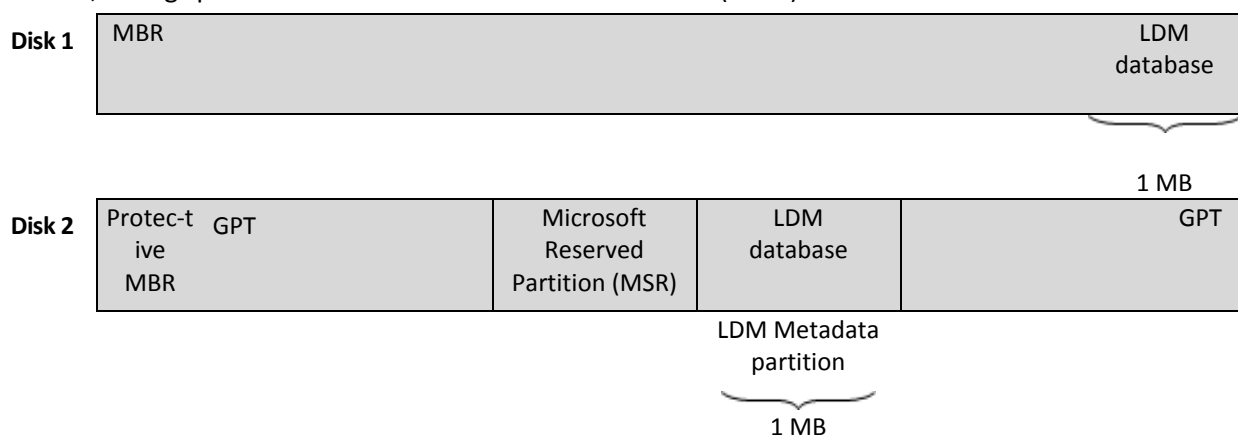 Disk 1
MBR
LDM
database
1 MB
Disk 2
Protec-t
ive
MBR
GPT
Microsoft
Reserved
Partition (MSR)
LDM
database
GPT
LDM Metadata
partition
1 MB